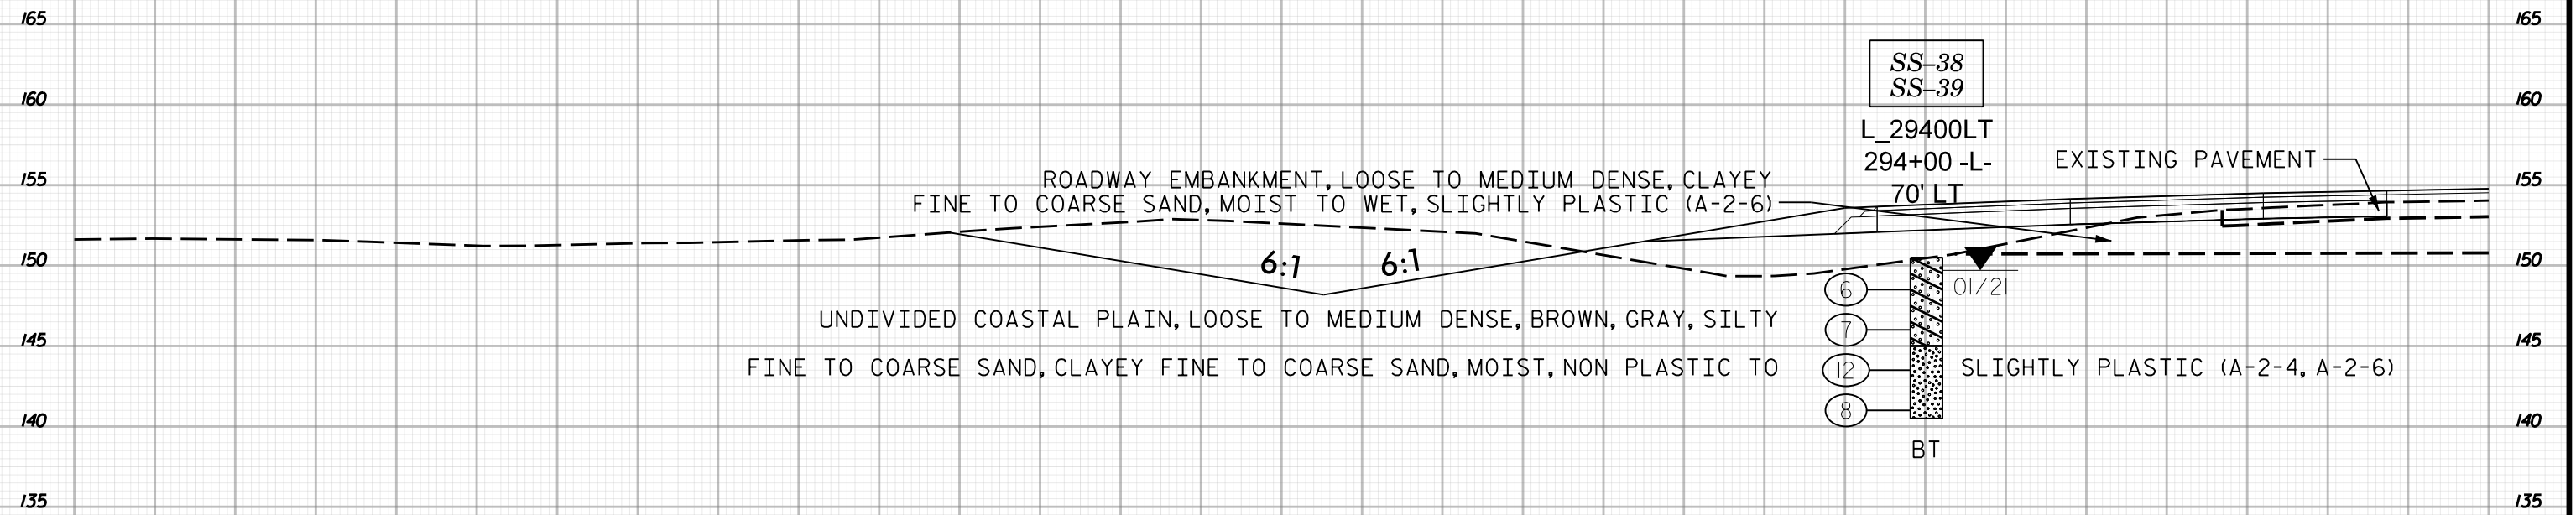 165 165
SS–38
SS–39
160 160
L_29400LT
294+00 -L-
EXISTING PAVEMENT
155 155
ROADWAY EMBANKMENT, LOOSE TO MEDIUM DENSE, CLAYEY
70' LT
FINE TO COARSE SAND, MOIST TO WET, SLIGHTLY PLASTIC (A-2-6)
150 6:1 6:1 150
6 01/21
UNDIVIDED COASTAL PLAIN, LOOSE TO MEDIUM DENSE, BROWN, GRAY, SILTY
7
145 145
FINE TO COARSE SAND, CLAYEY FINE TO COARSE SAND, MOIST, NON PLASTIC TO 12 SLIGHTLY PLASTIC (A-2-4, A-2-6)
8
140 140
BT
135 135